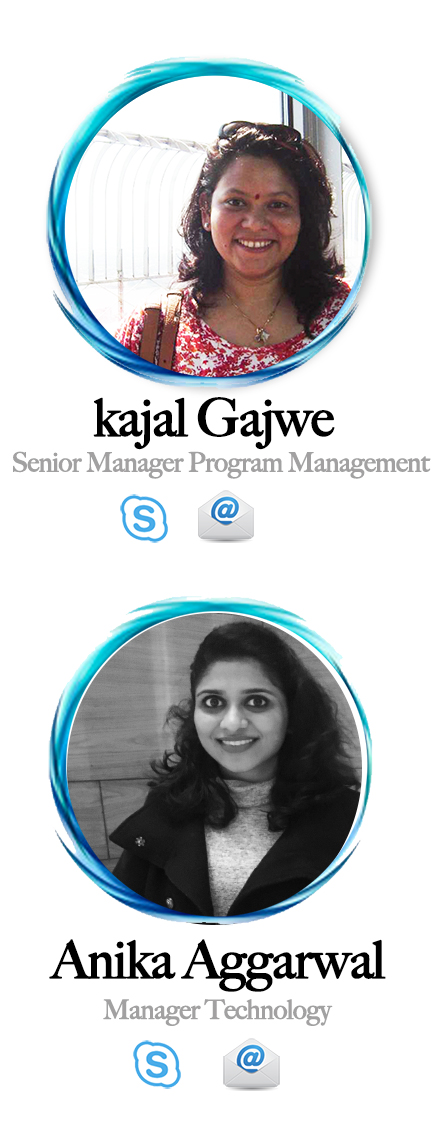 kajal Gajwe
Senior Manager Program Management
S
@
Anika Aggarwal
Manager Technology
S
@